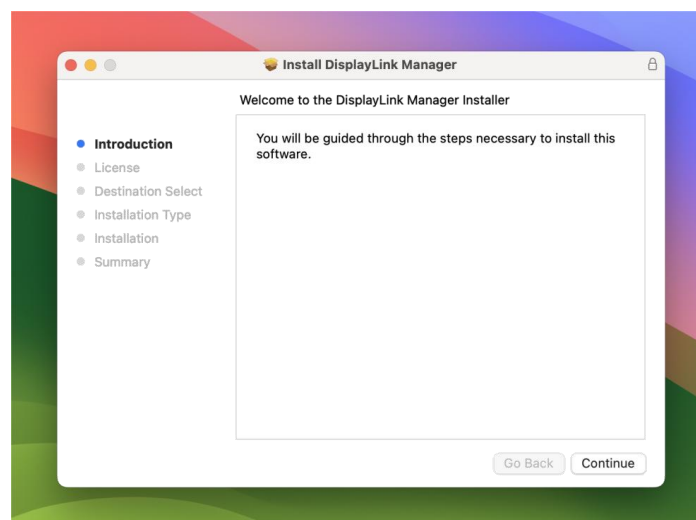 Install DisplayLink Manager
Welcome to the DisplayLink Manager Installer
Introduction
License
Destination Select
Installation Type
Installation
Summary
You will be guided through the steps necessary to install this
software.
Go Back
Continue